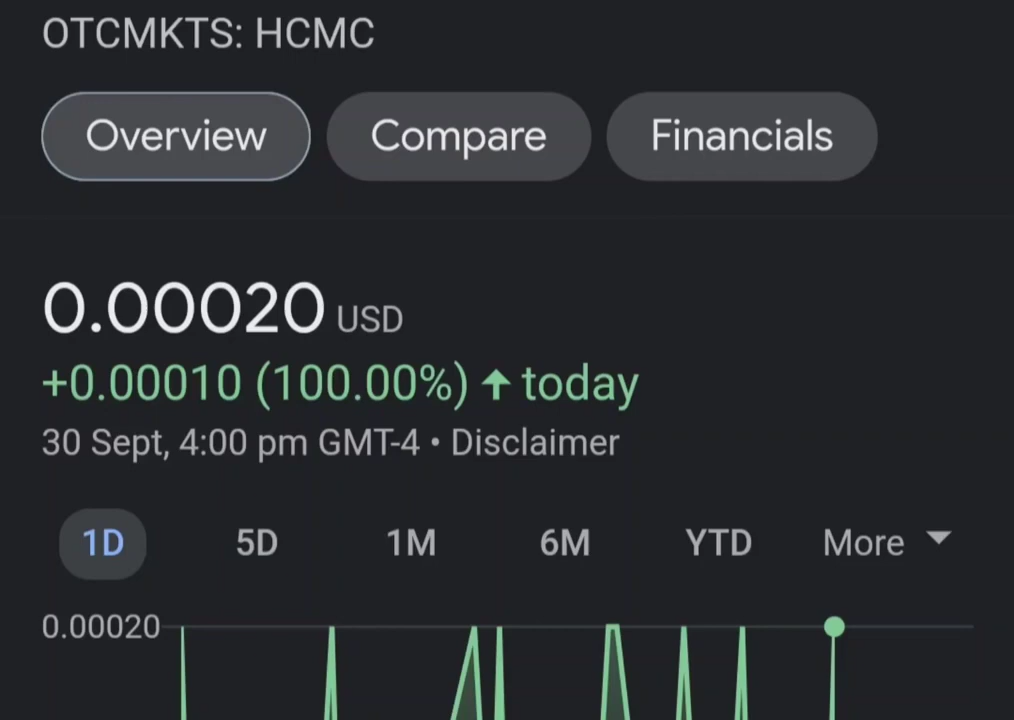 OTCMKTS: HCMC
Overview Compare Financials
0.00020 USD
+0.00010 (100.00%) ↑ today
30 Sept, 4:00 pm GMT-4 • Disclaimer
1D 5D 1M 6M YTD More
0.00020